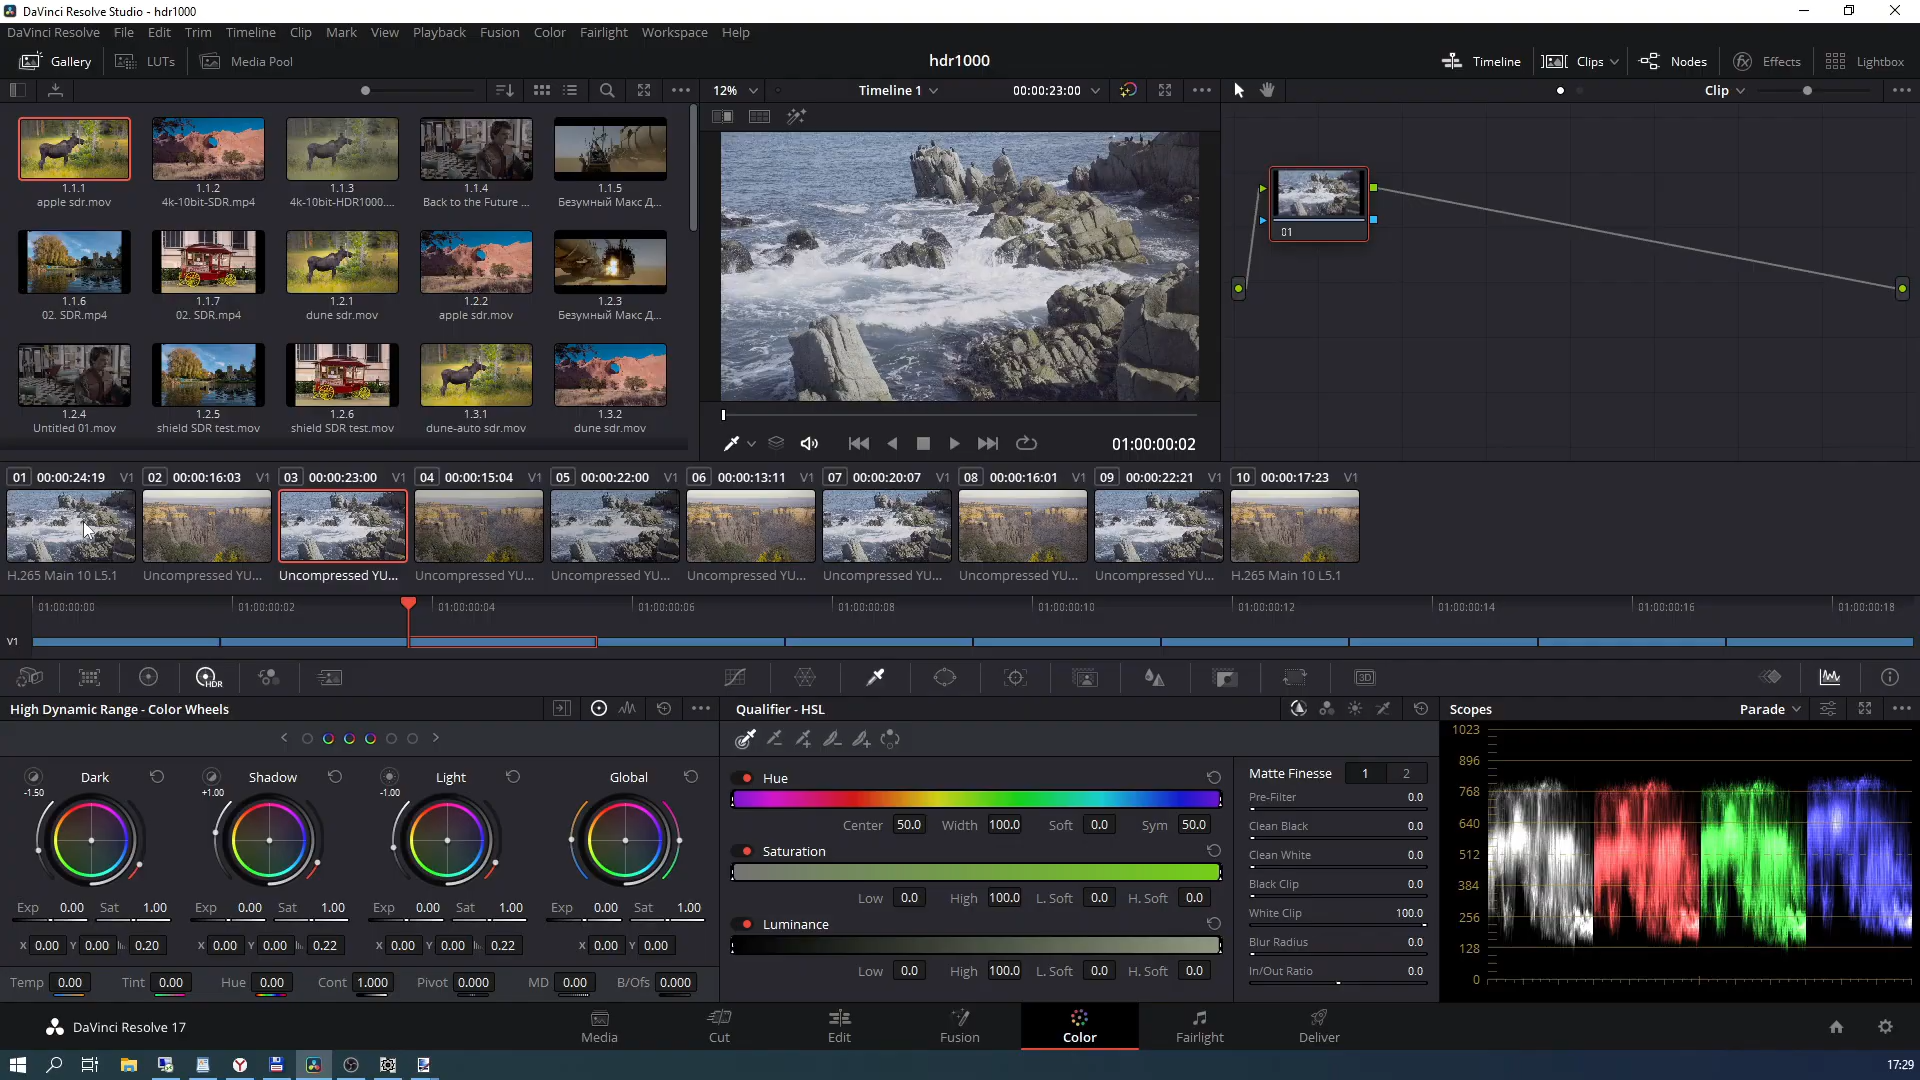 DaVinci Resolve Studio - hdr1000
DaVinci Resolve File Edit Trim Timeline Clip Mark View Playback Fusion Color Fairlight Workspace Help
Gallery LUTs Media Pool hdr1000 Timeline Clips Nodes Effects Lightbox
12% Timeline 1 00:00:23:00 Clip
1.1.1 1.1.2 1.1.3 1.1.4 1.1.5
apple sdr.mov 4k-10bit-SDR.mp4 4k-10bit-HDR1000.... Back to the Future ... Безумный Макс Д...
01
1.1.6 1.1.7 1.2.1 1.2.2 1.2.3
02. SDR.mp4 02. SDR.mp4 dune sdr.mov apple sdr.mov Безумный Макс Д...
1.2.4 1.2.5 1.2.6 1.3.1 1.3.2
Untitled 01.mov shield SDR test.mov shield SDR test.mov dune-auto sdr.mov dune sdr.mov
01:00:00:02
01 00:00:24:19 V1 02 00:00:16:03 V1 03 00:00:23:00 V1 04 00:00:15:04 V1 05 00:00:22:00 V1 06 00:00:13:11 V1 07 00:00:20:07 V1 08 00:00:16:01 V1 09 00:00:22:21 V1 10 00:00:17:23 V1
H.265 Main 10 L5.1 Uncompressed YU... Uncompressed YU... Uncompressed YU... Uncompressed YU... Uncompressed YU... Uncompressed YU... Uncompressed YU... Uncompressed YU... H.265 Main 10 L5.1
01:00:00:00 01:00:00:02 01:00:00:04 01:00:00:06 01:00:00:08 01:00:00:10 01:00:00:12 01:00:00:14 01:00:00:16 01:00:00:18
V1
HDR 3D
High Dynamic Range - Color Wheels Qualifier - HSL Scopes Parade
Dark Shadow Light Global
-1.50 +1.00 -1.00
Exp 0.00 Sat 1.00 Exp 0.00 Sat 1.00 Exp 0.00 Sat 1.00 Exp 0.00 Sat 1.00
X 0.00 Y 0.00 0.20 X 0.00 Y 0.00 0.22 X 0.00 Y 0.00 0.22 X 0.00 Y 0.00
Temp 0.00 Tint 0.00 Hue 0.00 Cont 1.000 Pivot 0.000 MD 0.00 B/Ofs 0.000
Hue
Center 50.0 Width 100.0 Soft 0.0 Sym 50.0
Saturation
Low 0.0 High 100.0 L. Soft 0.0 H. Soft 0.0
Luminance
Low 0.0 High 100.0 L. Soft 0.0 H. Soft 0.0
Matte Finesse 1 2
Pre-Filter 0.0
Clean Black 0.0
Clean White 0.0
Black Clip 0.0
White Clip 100.0
Blur Radius 0.0
In/Out Ratio 0.0
1023
896
768
640
512
384
256
128
0
DaVinci Resolve 17 Media Cut Edit Fusion Color Fairlight Deliver
17:29